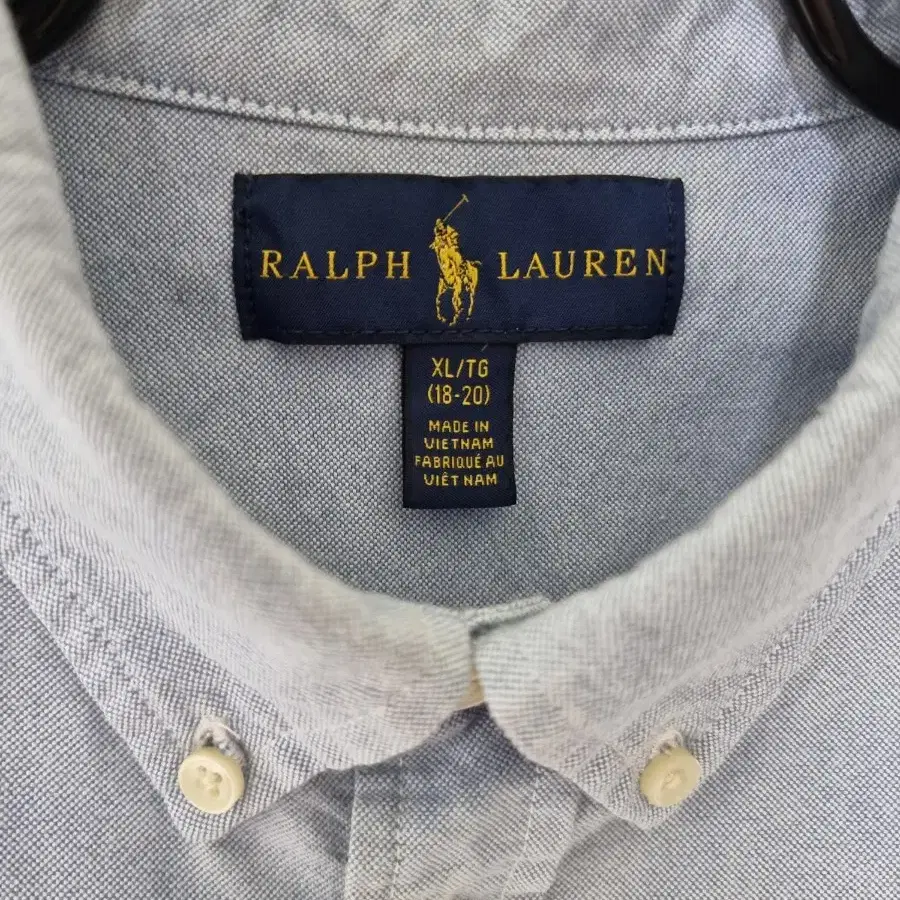 RALPH LAUREN
XL/TG
(18-20)
MADE IN
VIETNAM
FABRIQUÉ AU
VIÊT NAM